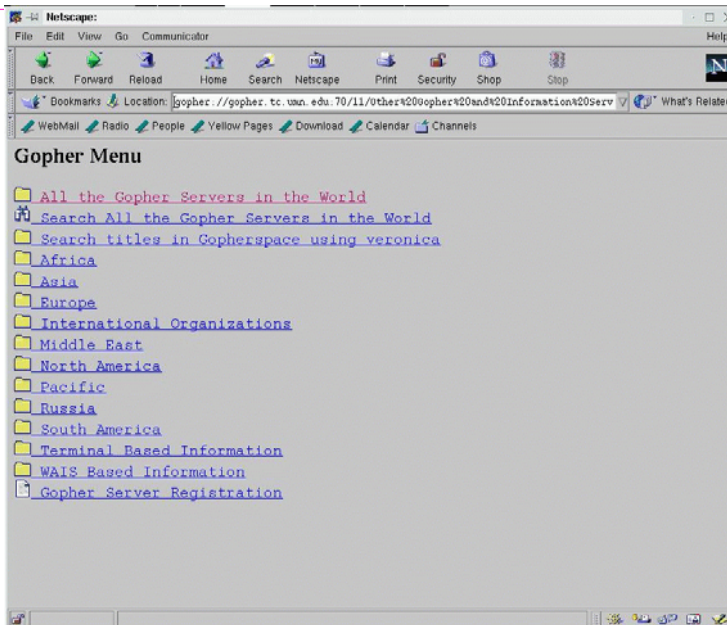 Netscape:
File Edit View Go Communicator Help
Back Forward Reload Home Search Netscape Print Security Shop Stop
Bookmarks Location: gopher://gopher.tc.umn.edu:70/11/Other%20Gopher%20and%20Information%20Serv What's Relate
WebMail Radio People Yellow Pages Download Calendar Channels
Gopher Menu
All the Gopher Servers in the World
Search All the Gopher Servers in the World
Search titles in Gopherspace using veronica
Africa
Asia
Europe
International Organizations
Middle East
North America
Pacific
Russia
South America
Terminal Based Information
WAIS Based Information
Gopher Server Registration